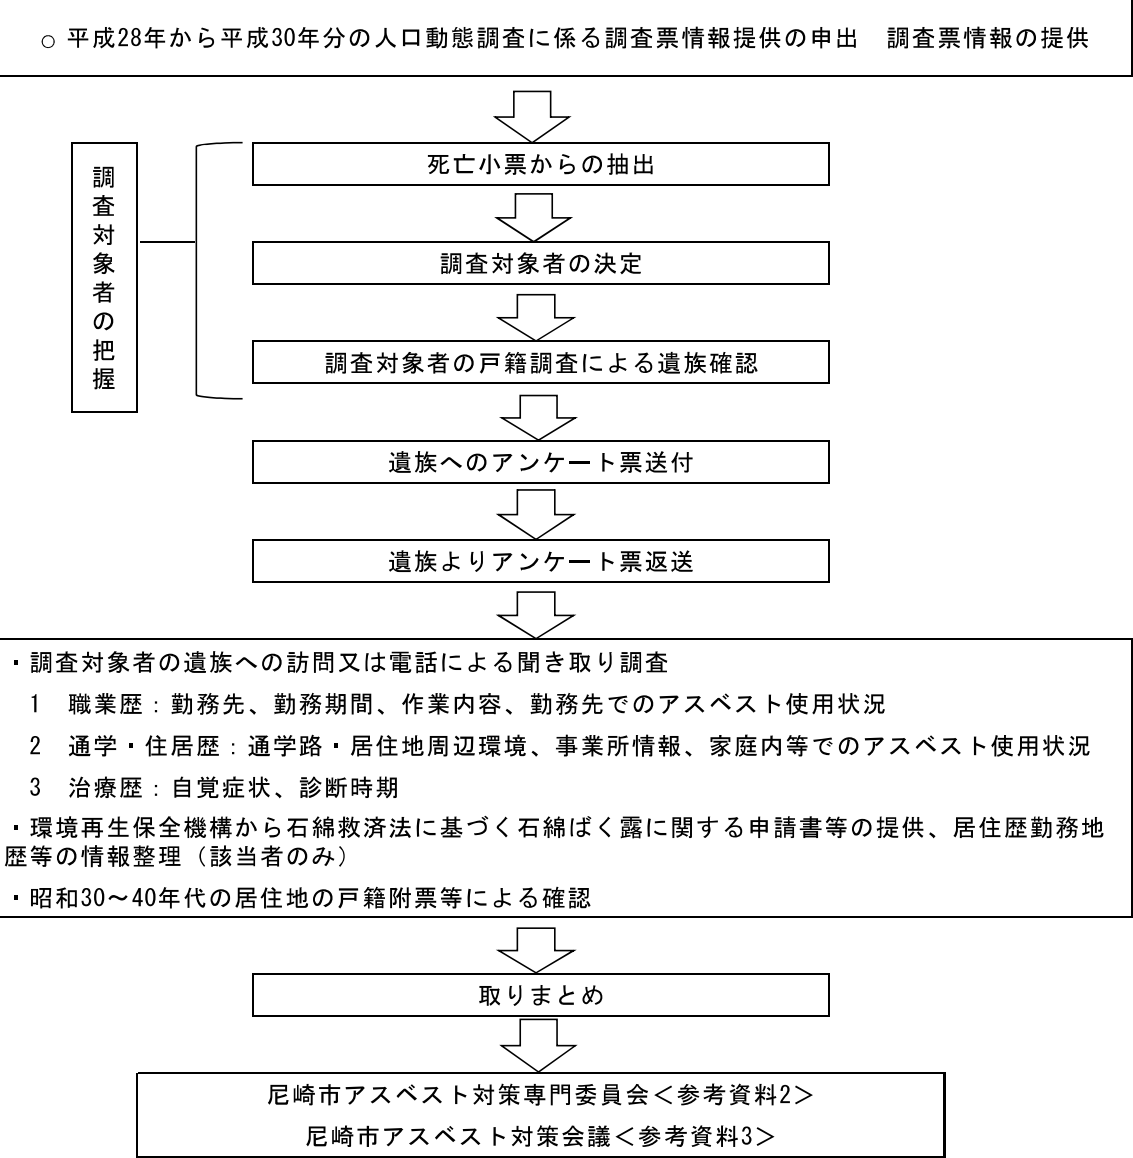 ○ 平成28年から平成30年分の人口動態調査に係る調査票情報提供の申出　調査票情報の提供
調査対象者の把握
死亡小票からの抽出
調査対象者の決定
調査対象者の戸籍調査による遺族確認
遺族へのアンケート票送付
遺族よりアンケート票返送
・調査対象者の遺族への訪問又は電話による聞き取り調査
1　職業歴：勤務先、勤務期間、作業内容、勤務先でのアスベスト使用状況
2　通学・住居歴：通学路・居住地周辺環境、事業所情報、家庭内等でのアスベスト使用状況
3　治療歴：自覚症状、診断時期
・環境再生保全機構から石綿救済法に基づく石綿ばく露に関する申請書等の提供、居住歴勤務地
歴等の情報整理（該当者のみ）
・昭和30～40年代の居住地の戸籍附票等による確認
取りまとめ
尼崎市アスベスト対策専門委員会＜参考資料2＞
尼崎市アスベスト対策会議＜参考資料3＞